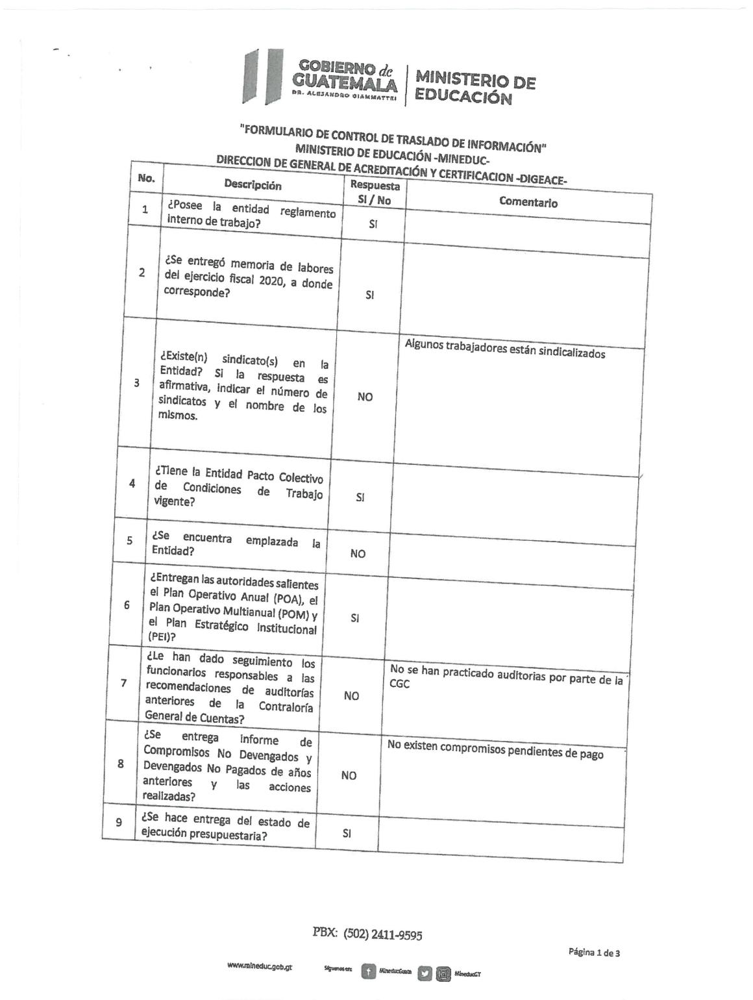 GOBIERNO de
GUATEMALA
DR. ALEJANDRO GIAMMATTEI
MINISTERIO DE
EDUCACIÓN
"FORMULARIO DE CONTROL DE TRASLADO DE INFORMACIÓN"
MINISTERIO DE EDUCACIÓN -MINEDUC-
DIRECCION DE GENERAL DE ACREDITACIÓN Y CERTIFICACION -DIGEACE-
No.
Descripción
Respuesta
SI / No
Comentario
1
¿Posee la entidad reglamento
interno de trabajo?
SI
2
¿Se entregó memoria de labores
del ejercicio fiscal 2020, a donde
corresponde?
SI
3
¿Existe(n) sindicato(s) en la
Entidad? Si la respuesta es
afirmativa, indicar el número de
sindicatos y el nombre de los
mismos.
NO
Algunos trabajadores están sindicalizados
4
¿Tiene la Entidad Pacto Colectivo
de Condiciones de Trabajo
vigente?
SI
5
¿Se encuentra emplazada la
Entidad?
NO
6
¿Entregan las autoridades salientes
el Plan Operativo Anual (POA), el
Plan Operativo Multianual (POM) y
el Plan Estratégico Institucional
(PEI)?
SI
7
¿Le han dado seguimiento los
funcionarios responsables a las
recomendaciones de auditorías
anteriores de la Contraloría
General de Cuentas?
NO
No se han practicado auditorias por parte de la
CGC
8
¿Se entrega informe de
Compromisos No Devengados y
Devengados No Pagados de años
anteriores y las acciones
realizadas?
NO
No existen compromisos pendientes de pago
9
¿Se hace entrega del estado de
ejecución presupuestaria?
SI
PBX: (502) 2411-9595
Página 1 de 3
www.mineduc.gob.gt
Síguenos en:
MineducGuate
MineducGT